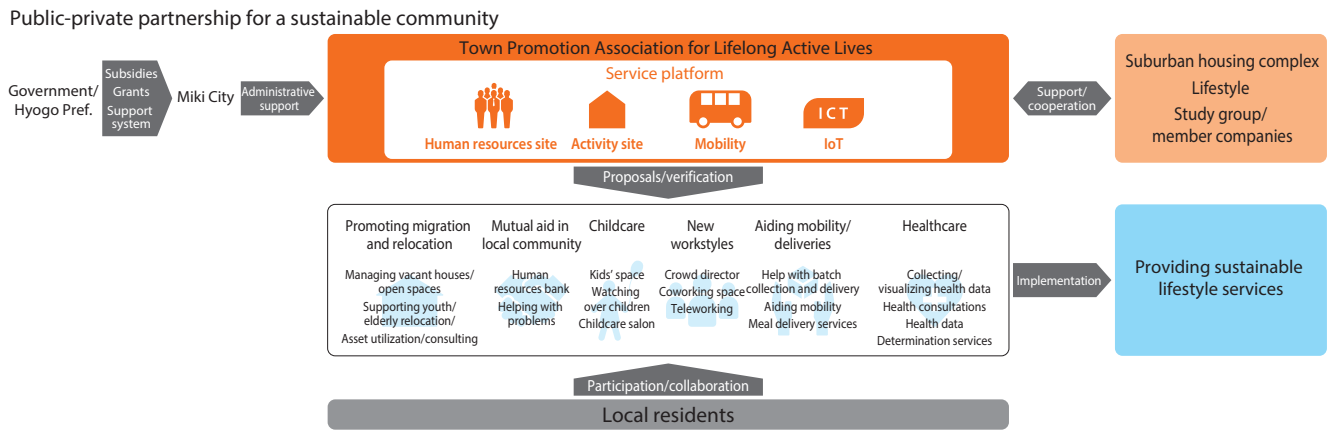 Public-private partnership for a sustainable community
Government/
Hyogo Pref.
Subsidies
Grants
Support
system
Miki City
Administrative
support
Town Promotion Association for Lifelong Active Lives
Service platform
Human resources site
Activity site
Mobility
ICT
IoT
Support/
cooperation
Suburban housing complex
Lifestyle
Study group/
member companies
Proposals/verification
Promoting migration
and relocation
Managing vacant houses/
open spaces
Supporting youth/
elderly relocation/
Asset utilization/consulting
Mutual aid in
local community
Human
resources bank
Helping with
problems
Childcare
Kids' space
Watching
over children
Childcare salon
New
workstyles
Crowd director
Coworking space
Teleworking
Aiding mobility/
deliveries
Help with batch
collection and delivery
Aiding mobility
Meal delivery services
Healthcare
Collecting/
visualizing health data
Health consultations
Health data
Determination services
Implementation
Providing sustainable
lifestyle services
Participation/collaboration
Local residents